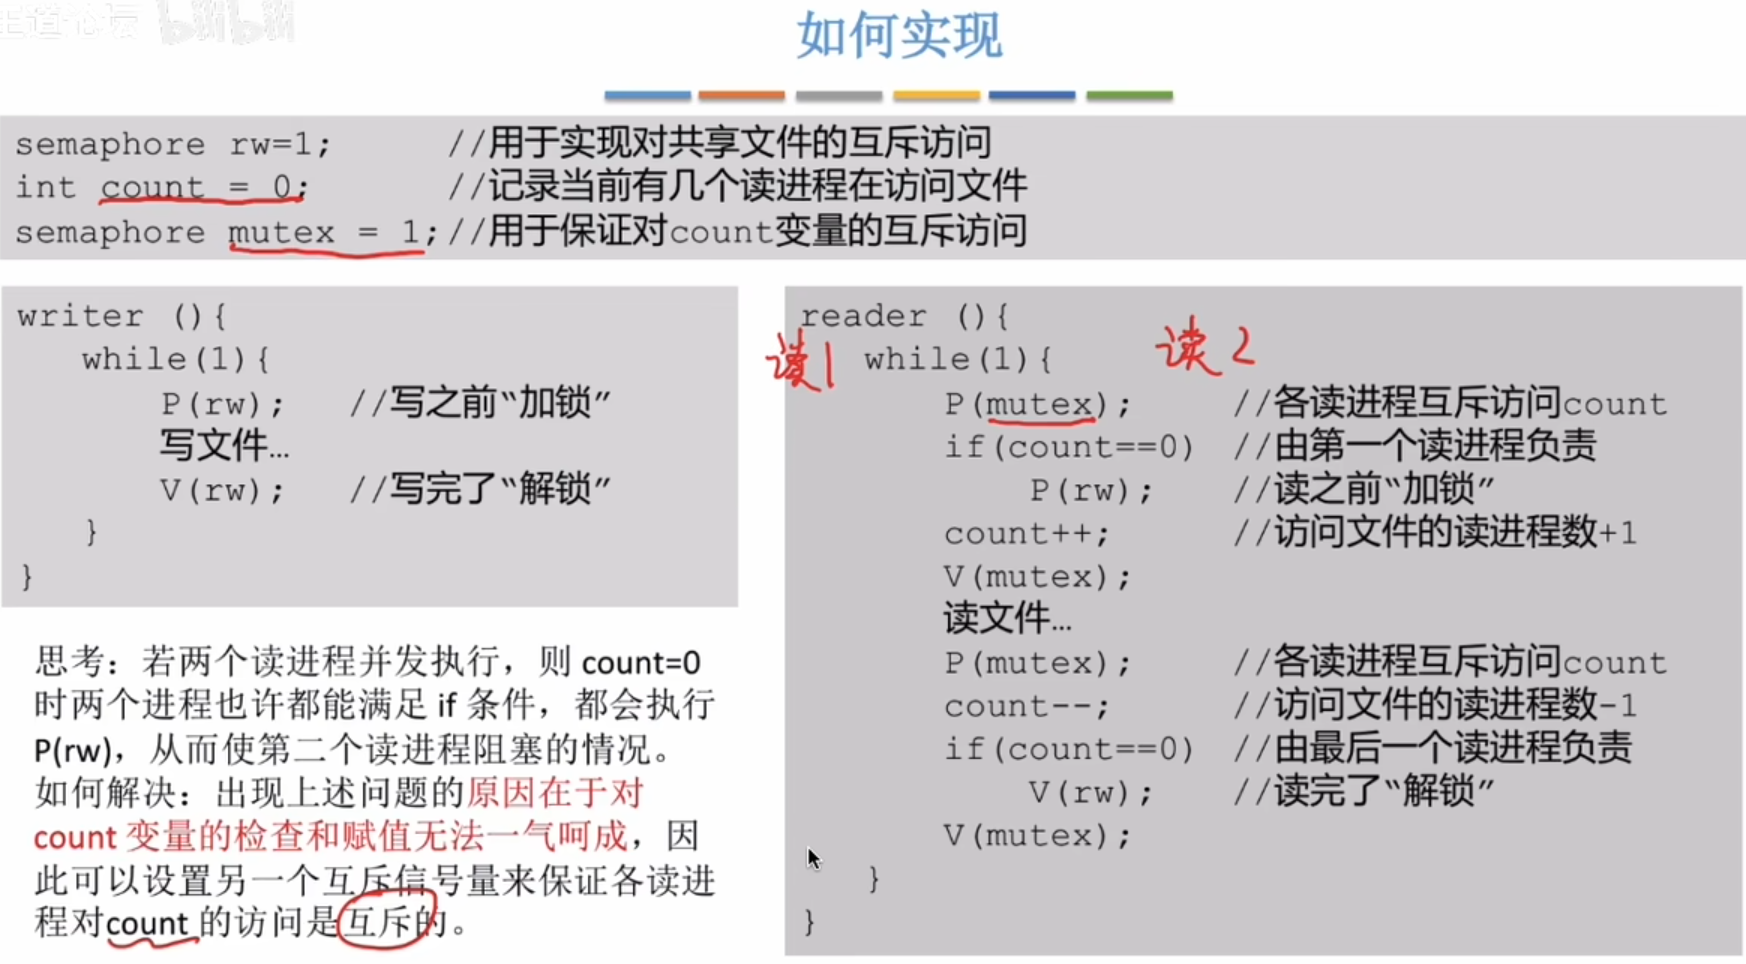 王道论坛 bilibili
如何实现
semaphore rw=1; //用于实现对共享文件的互斥访问
int count = 0; //记录当前有几个读进程在访问文件
semaphore mutex = 1; //用于保证对count变量的互斥访问
writer (){
while(1){
P(rw); //写之前“加锁”
写文件…
V(rw); //写完了“解锁”
}
}
思考：若两个读进程并发执行，则 count=0
时两个进程也许都能满足 if 条件，都会执行
P(rw)，从而使第二个读进程阻塞的情况。
如何解决：出现上述问题的原因在于对
count 变量的检查和赋值无法一气呵成，因
此可以设置另一个互斥信号量来保证各读进
程对count 的访问是互斥的。
reader (){
读1
while(1){
读2
P(mutex); //各读进程互斥访问count
if(count==0) //由第一个读进程负责
P(rw); //读之前“加锁”
count++; //访问文件的读进程数+1
V(mutex);
读文件…
P(mutex); //各读进程互斥访问count
count--; //访问文件的读进程数-1
if(count==0) //由最后一个读进程负责
V(rw); //读完了“解锁”
V(mutex);
}
}